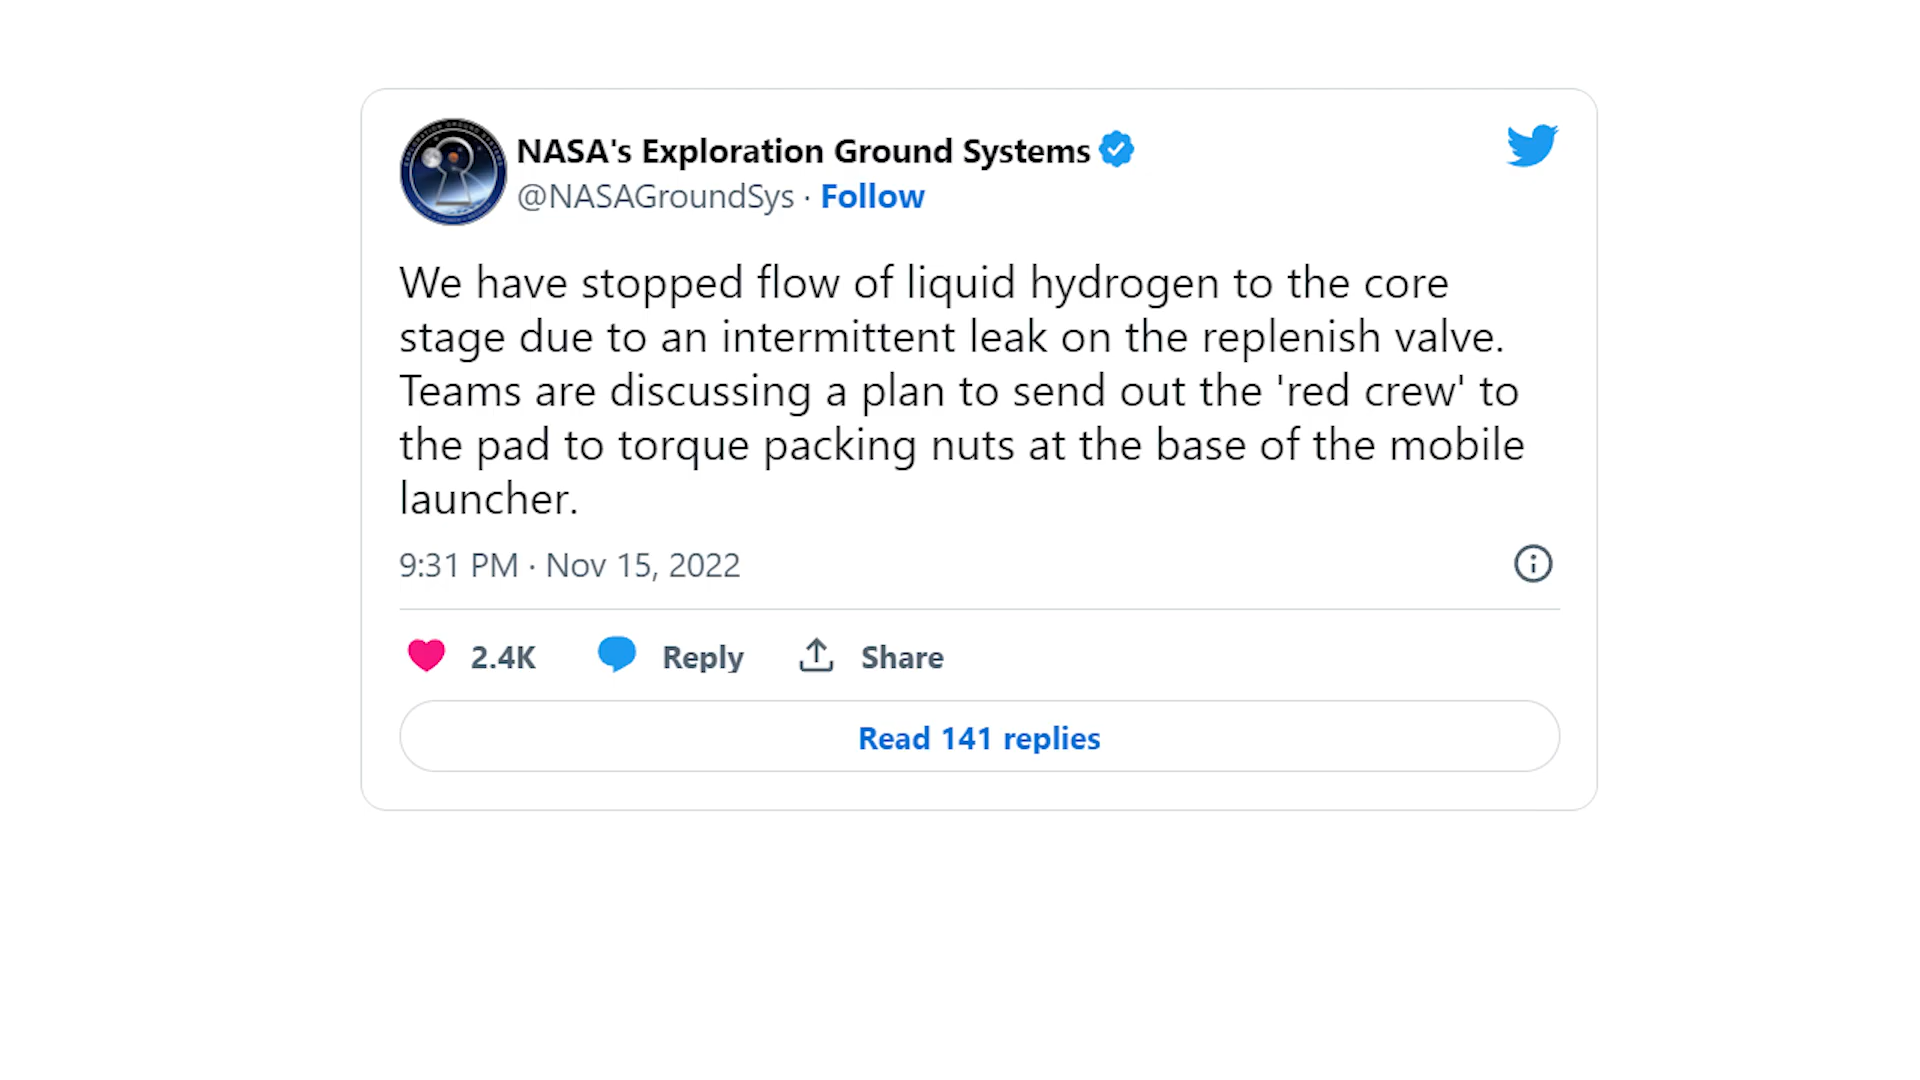 NASA's Exploration Ground Systems
@NASAGroundSys · Follow
We have stopped flow of liquid hydrogen to the core
stage due to an intermittent leak on the replenish valve.
Teams are discussing a plan to send out the 'red crew' to
the pad to torque packing nuts at the base of the mobile
launcher.
9:31 PM · Nov 15, 2022
2.4K Reply Share
Read 141 replies